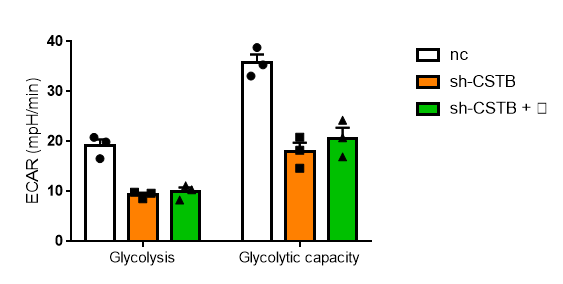 40
30
20
10
0
ECAR (mpH/min)
Glycolysis
Glycolytic capacity
nc
sh-CSTB
sh-CSTB +